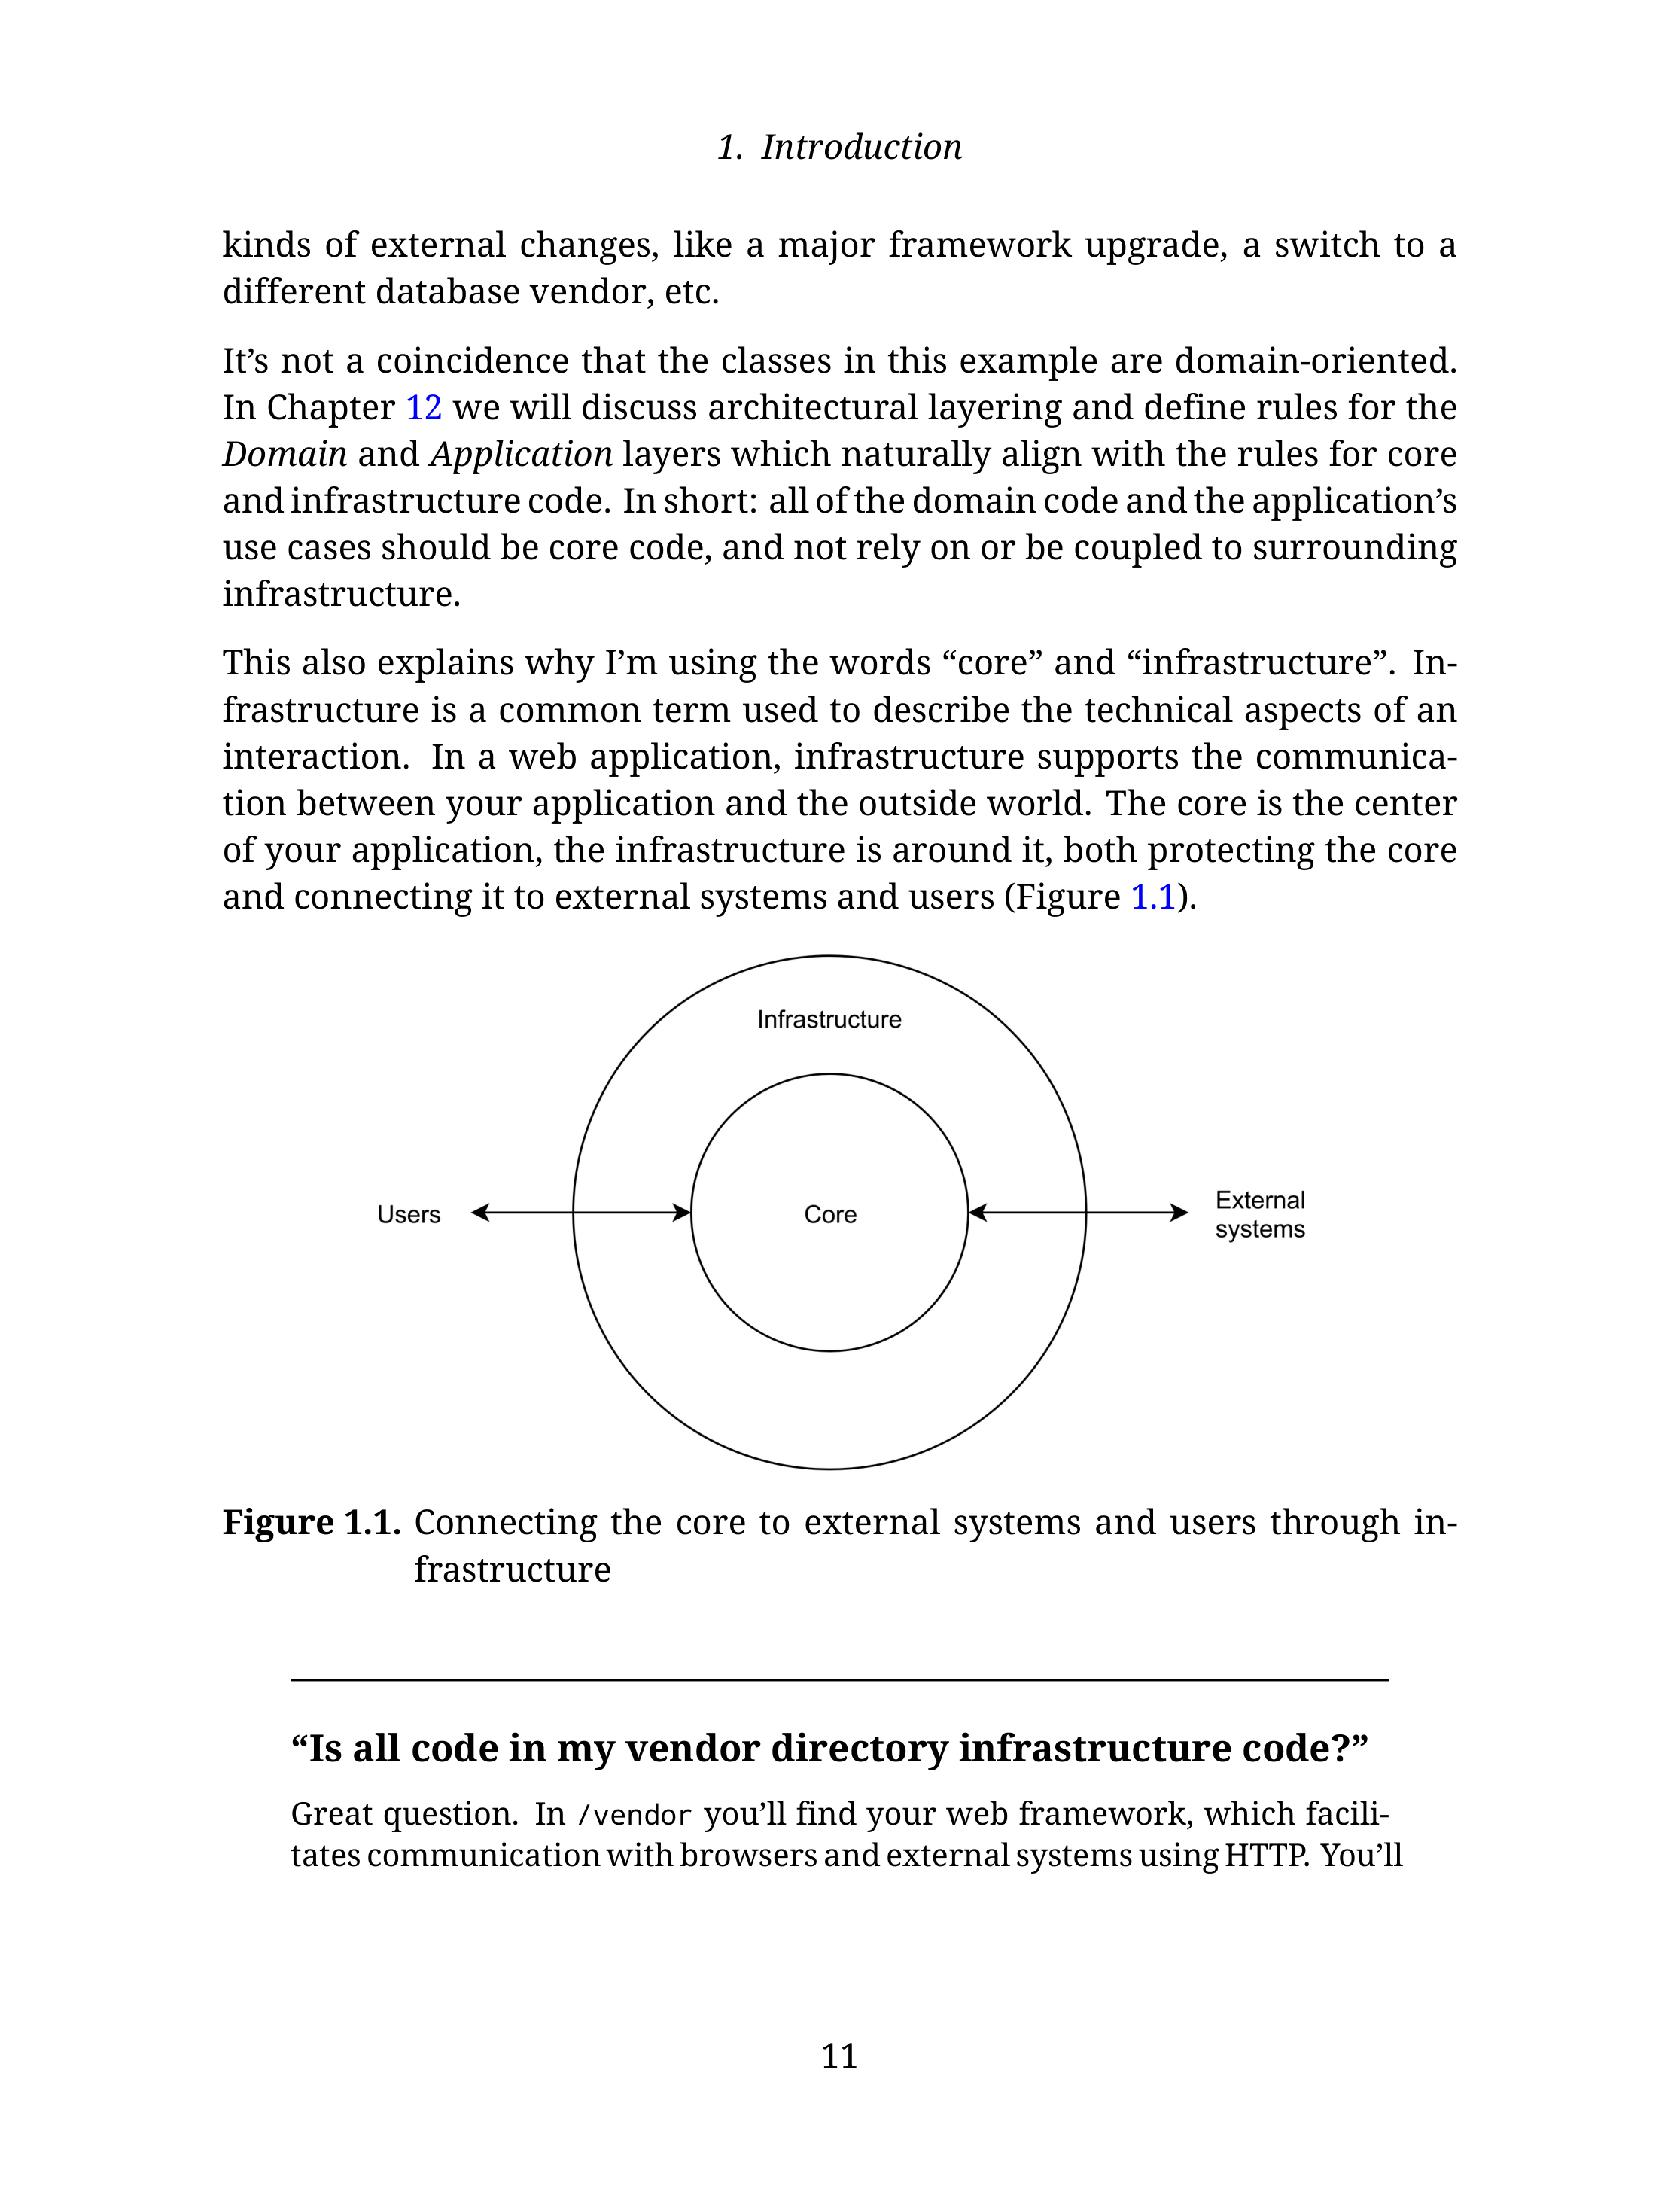 1. Introduction
kinds of external changes, like a major framework upgrade, a switch to a
different database vendor, etc.
It’s not a coincidence that the classes in this example are domain-oriented.
In Chapter 12 we will discuss architectural layering and define rules for the
Domain and Application layers which naturally align with the rules for core
and infrastructure code. In short: all of the domain code and the application’s
use cases should be core code, and not rely on or be coupled to surrounding
infrastructure.
This also explains why I’m using the words “core” and “infrastructure”. In-
frastructure is a common term used to describe the technical aspects of an
interaction. In a web application, infrastructure supports the communica-
tion between your application and the outside world. The core is the center
of your application, the infrastructure is around it, both protecting the core
and connecting it to external systems and users (Figure 1.1).
Infrastructure
Users
Core
External
systems
Figure 1.1. Connecting the core to external systems and users through in-
frastructure
“Is all code in my vendor directory infrastructure code?”
Great question. In /vendor you’ll find your web framework, which facili-
tates communication with browsers and external systems using HTTP. You’ll
11